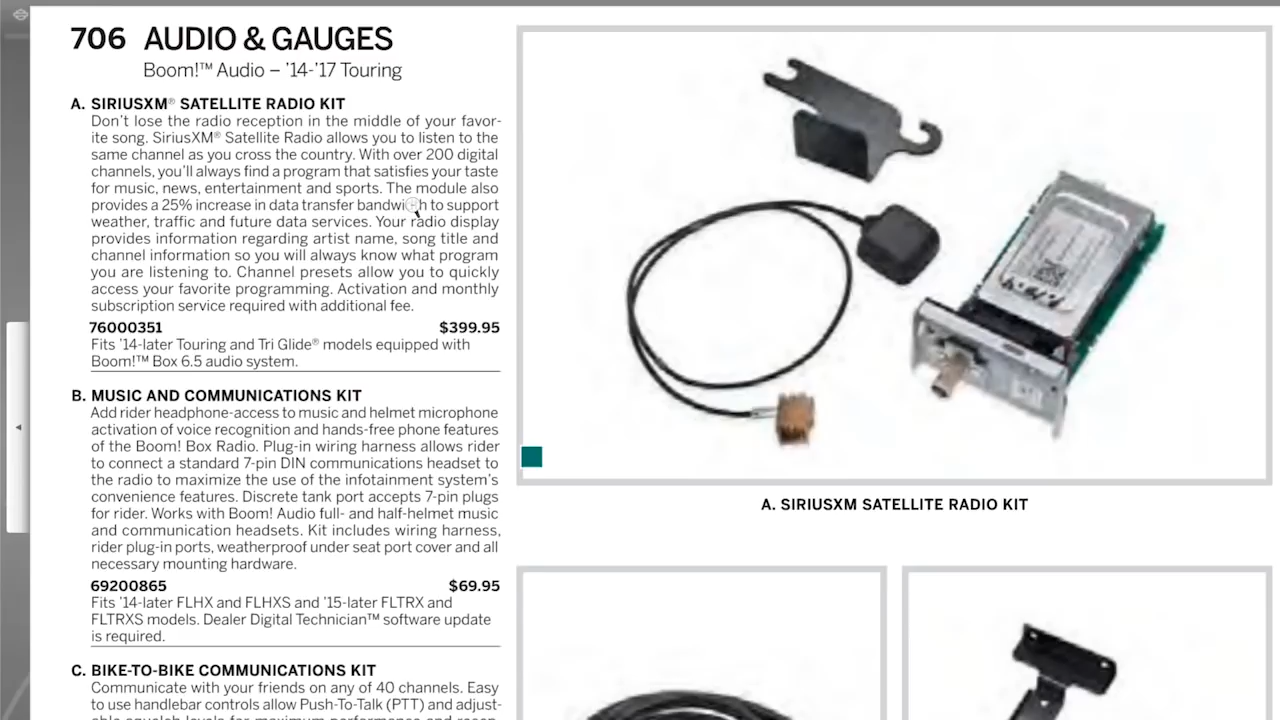 706 AUDIO & GAUGES
Boom!™ Audio – '14-'17 Touring
A. SIRIUSXM® SATELLITE RADIO KIT
Don't lose the radio reception in the middle of your favor-
ite song. SiriusXM® Satellite Radio allows you to listen to the
same channel as you cross the country. With over 200 digital
channels, you'll always find a program that satisfies your taste
for music, news, entertainment and sports. The module also
provides a 25% increase in data transfer bandwidth to support
weather, traffic and future data services. Your radio display
provides information regarding artist name, song title and
channel information so you will always know what program
you are listening to. Channel presets allow you to quickly
access your favorite programming. Activation and monthly
subscription service required with additional fee.
76000351 $399.95
Fits '14-later Touring and Tri Glide® models equipped with
Boom!™ Box 6.5 audio system.
B. MUSIC AND COMMUNICATIONS KIT
Add rider headphone-access to music and helmet microphone
activation of voice recognition and hands-free phone features
of the Boom! Box Radio. Plug-in wiring harness allows rider
to connect a standard 7-pin DIN communications headset to
the radio to maximize the use of the infotainment system's
convenience features. Discrete tank port accepts 7-pin plugs
for rider. Works with Boom! Audio full- and half-helmet music
and communication headsets. Kit includes wiring harness,
rider plug-in ports, weatherproof under seat port cover and all
necessary mounting hardware.
69200865 $69.95
Fits '14-later FLHX and FLHXS and '15-later FLTRX and
FLTRXS models. Dealer Digital Technician™ software update
is required.
C. BIKE-TO-BIKE COMMUNICATIONS KIT
Communicate with your friends on any of 40 channels. Easy
to use handlebar controls allow Push-To-Talk (PTT) and adjust-
A. SIRIUSXM SATELLITE RADIO KIT